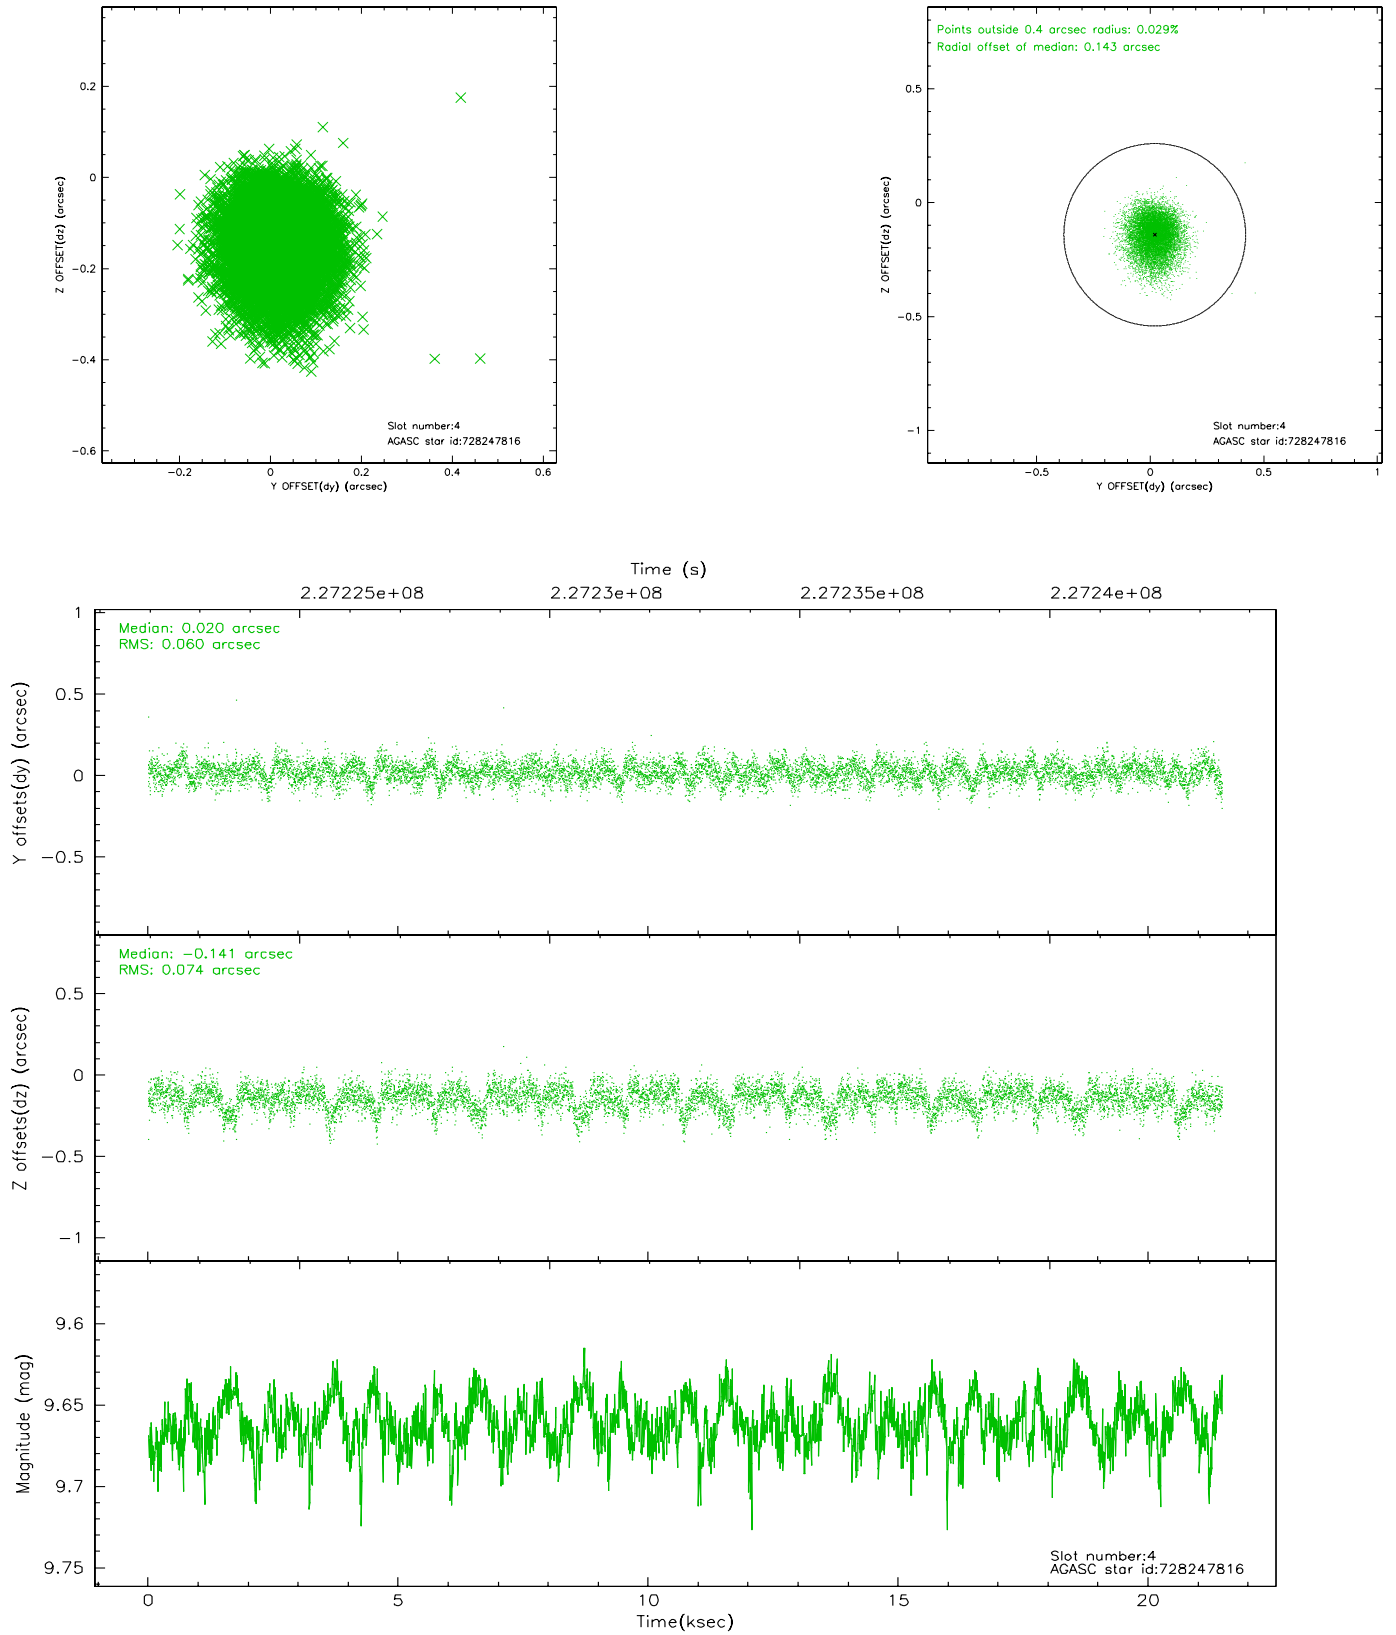 0.2
0
−0.2
−0.4
−0.6
Z OFFSET(dz) (arcsec)
Slot number:4
AGASC star id:728247816
−0.2 0 0.2 0.4 0.6
Y OFFSET(dy) (arcsec)
Points outside 0.4 arcsec radius: 0.029%
Radial offset of median: 0.143 arcsec
0.5
0
−0.5
−1
Z OFFSET(dz) (arcsec)
Slot number:4
AGASC star id:728247816
−0.5 0 0.5 1
Y OFFSET(dy) (arcsec)
Time (s)
2.27225e+08 2.2723e+08 2.27235e+08 2.2724e+08
Median: 0.020 arcsec
RMS: 0.060 arcsec
1
0.5
0
−0.5
Y offsets(dy) (arcsec)
Median: −0.141 arcsec
RMS: 0.074 arcsec
0.5
0
−0.5
−1
Z offsets(dz) (arcsec)
9.6
9.65
9.7
9.75
Magnitude (mag)
Slot number:4
AGASC star id:728247816
0 5 10 15 20
Time(ksec)